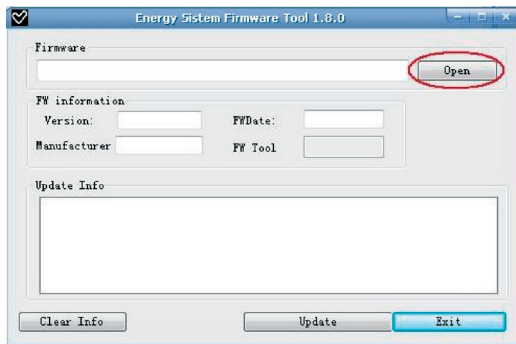 Energy Sistem Firmware Tool 1.8.0
Firmware
Open
FW information
Version:
FWDate:
Manufacturer
FW Tool
Update Info
Clear Info
Update
Exit